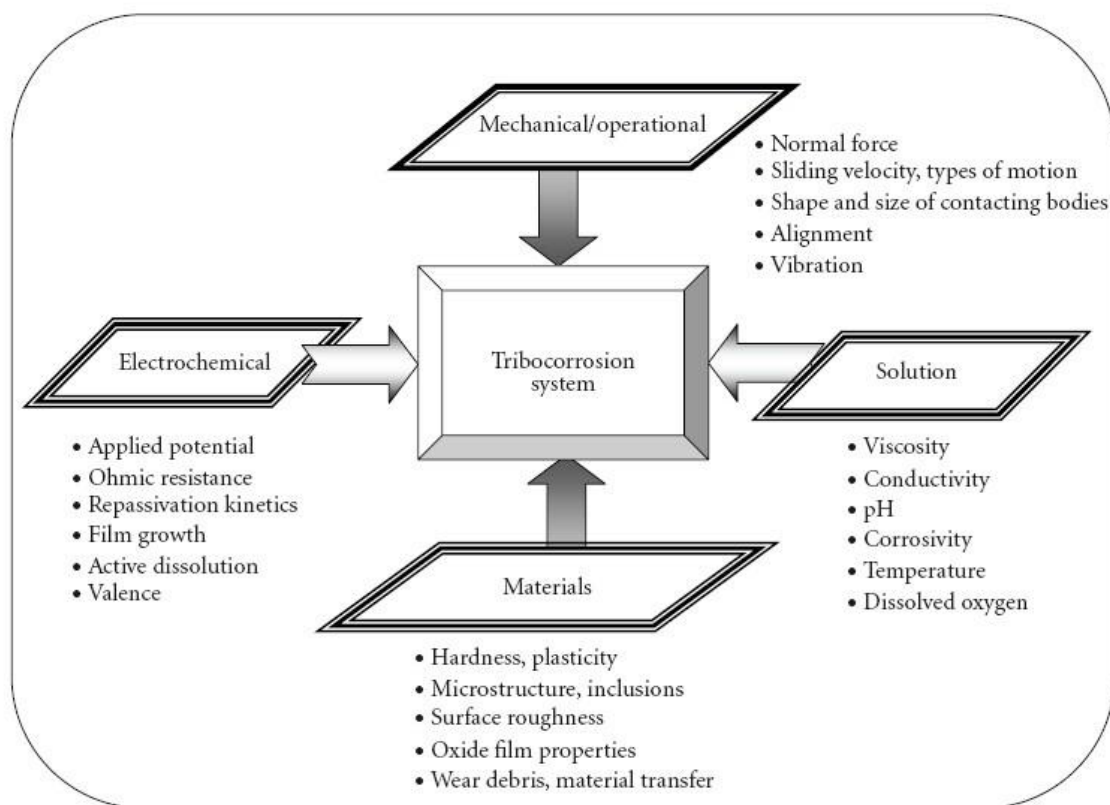 Mechanical/operational
• Normal force
• Sliding velocity, types of motion
• Shape and size of contacting bodies
• Alignment
• Vibration
Electrochemical
• Applied potential
• Ohmic resistance
• Repassivation kinetics
• Film growth
• Active dissolution
• Valence
Tribocorrosion
system
Solution
• Viscosity
• Conductivity
• pH
• Corrosivity
• Temperature
• Dissolved oxygen
Materials
• Hardness, plasticity
• Microstructure, inclusions
• Surface roughness
• Oxide film properties
• Wear debris, material transfer